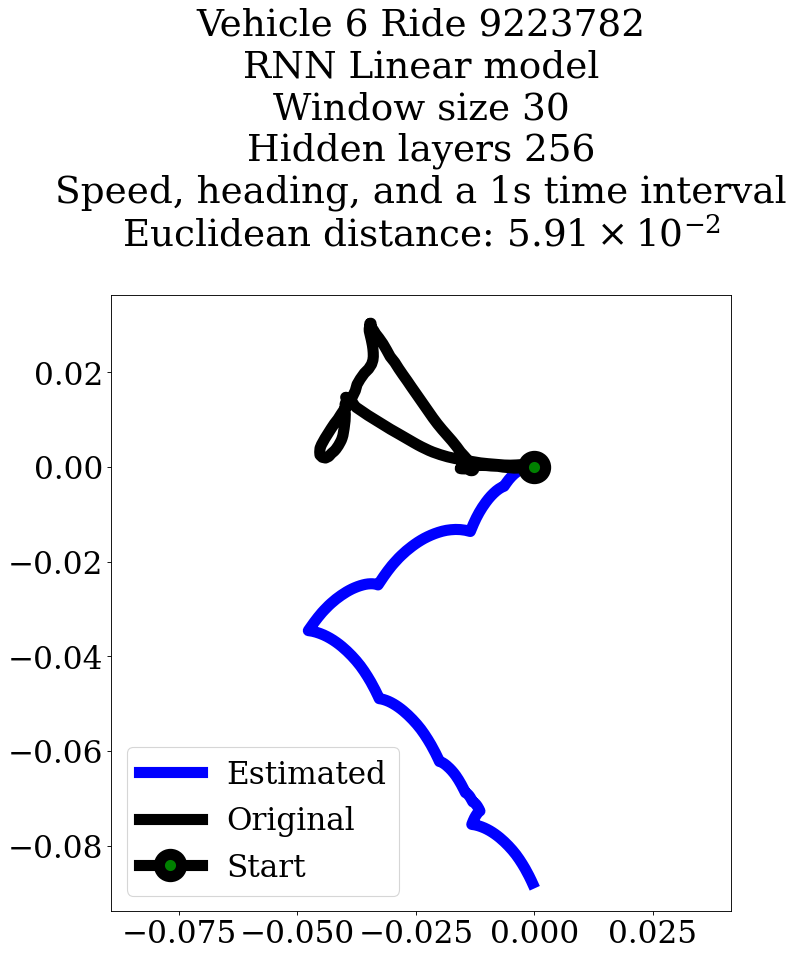 Vehicle 6 Ride 9223782
RNN Linear model
Window size 30
Hidden layers 256
Speed, heading, and a 1s time interval
Euclidean distance: 5.91 × 10⁻²
0.02
0.00
−0.02
−0.04
−0.06
−0.08
Estimated
Original
Start
−0.075 −0.050 −0.025 0.000 0.025